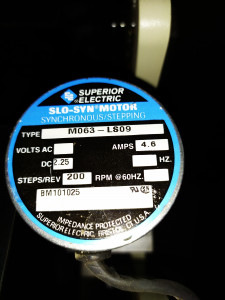 SUPERIOR
ELECTRIC
SLO-SYN® MOTOR
SYNCHRONOUS/STEPPING
TYPE M063-LS09
VOLTS AC AMPS 4.6
DC 2.25 HZ.
STEPS/REV 200 RPM @60HZ.
BM101025
IMPEDANCE PROTECTED
SUPERIOR ELECTRIC, BRISTOL, CT U.S.A.